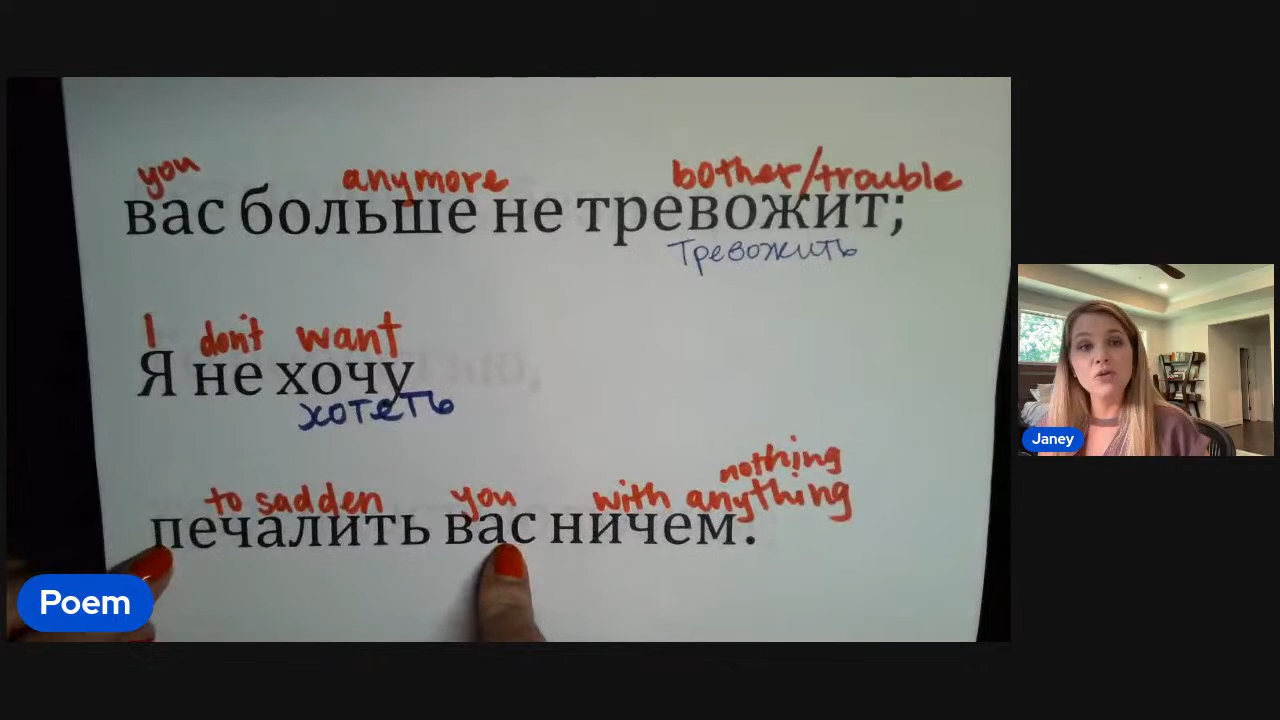 you anymore bother/trouble
вас больше не тревожит;
тревожить
I don't want
Я не хочу
хотеть
nothing
to sadden you with anything
печалить вас ничем.
Poem
Janey